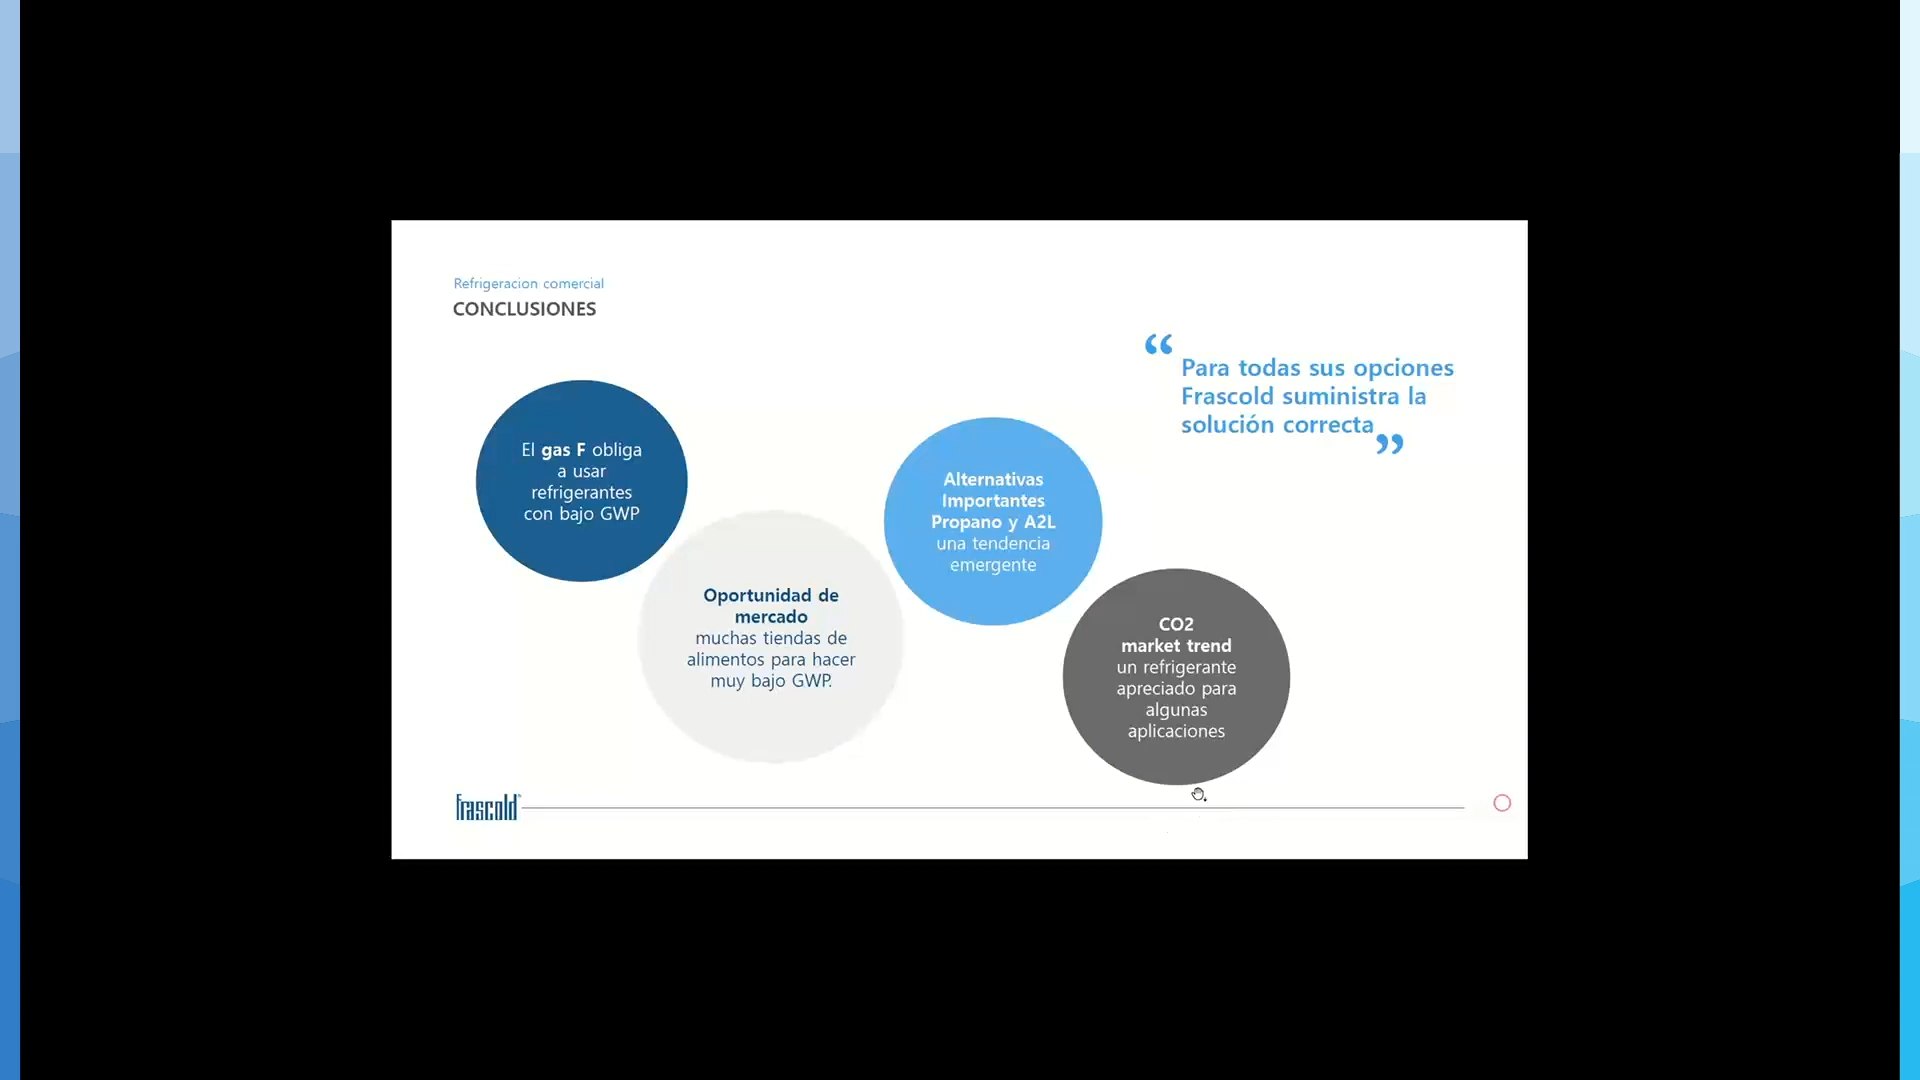 Refrigeracion comercial
CONCLUSIONES
“ Para todas sus opciones
Frascold suministra la
solución correta ”
El gas F obliga
a usar
refrigerantes
con bajo GWP
Oportunidad de
mercado
muchas tiendas de
alimentos para hacer
muy bajo GWP.
Alternativas
Importantes
Propano y A2L
una tendencia
emergente
CO2
market trend
un refrigerante
apreciado para
algunas
aplicaciones
frascold